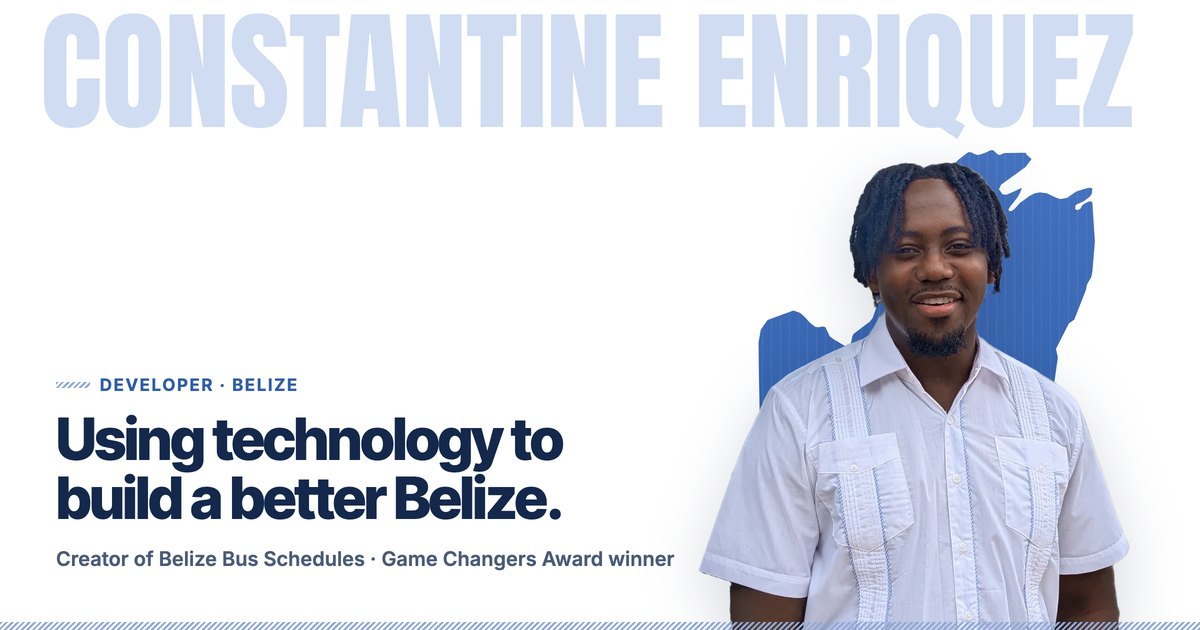 CONSTANTINE ENRIQUEZ
DEVELOPER · BELIZE
Using technology to
build a better Belize.
Creator of Belize Bus Schedules · Game Changers Award winner